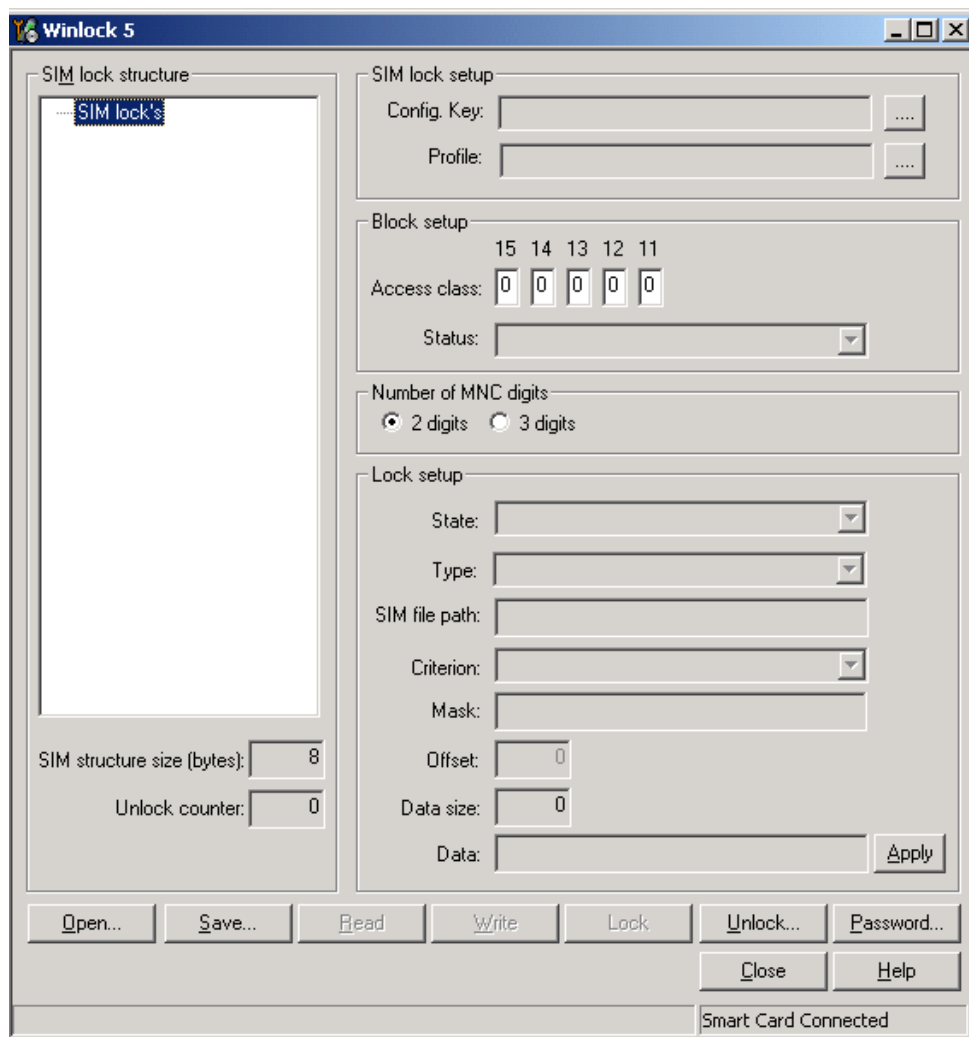 Winlock 5
SIM lock structure
SIM lock's
SIM structure size (bytes): 8
Unlock counter: 0
SIM lock setup
Config. Key: ....
Profile: ....
Block setup
15 14 13 12 11
Access class: 0 0 0 0 0
Status:
Number of MNC digits
2 digits 3 digits
Lock setup
State:
Type:
SIM file path:
Criterion:
Mask:
Offset: 0
Data size: 0
Data: Apply
Open... Save... Read Write Lock Unlock... Password...
Close Help
Smart Card Connected